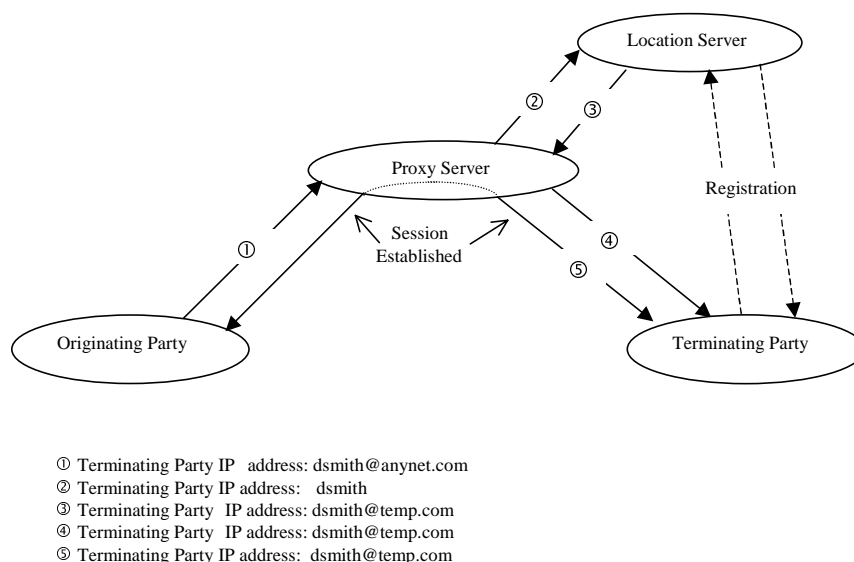 Location Server
②
③
Proxy Server
Registration
Session
Established
①
④
⑤
Originating Party
Terminating Party
① Terminating Party IP address: dsmith@anynet.com
② Terminating Party IP address: dsmith
③ Terminating Party IP address: dsmith@temp.com
④ Terminating Party IP address: dsmith@temp.com
⑤ Terminating Party IP address: dsmith@temp.com